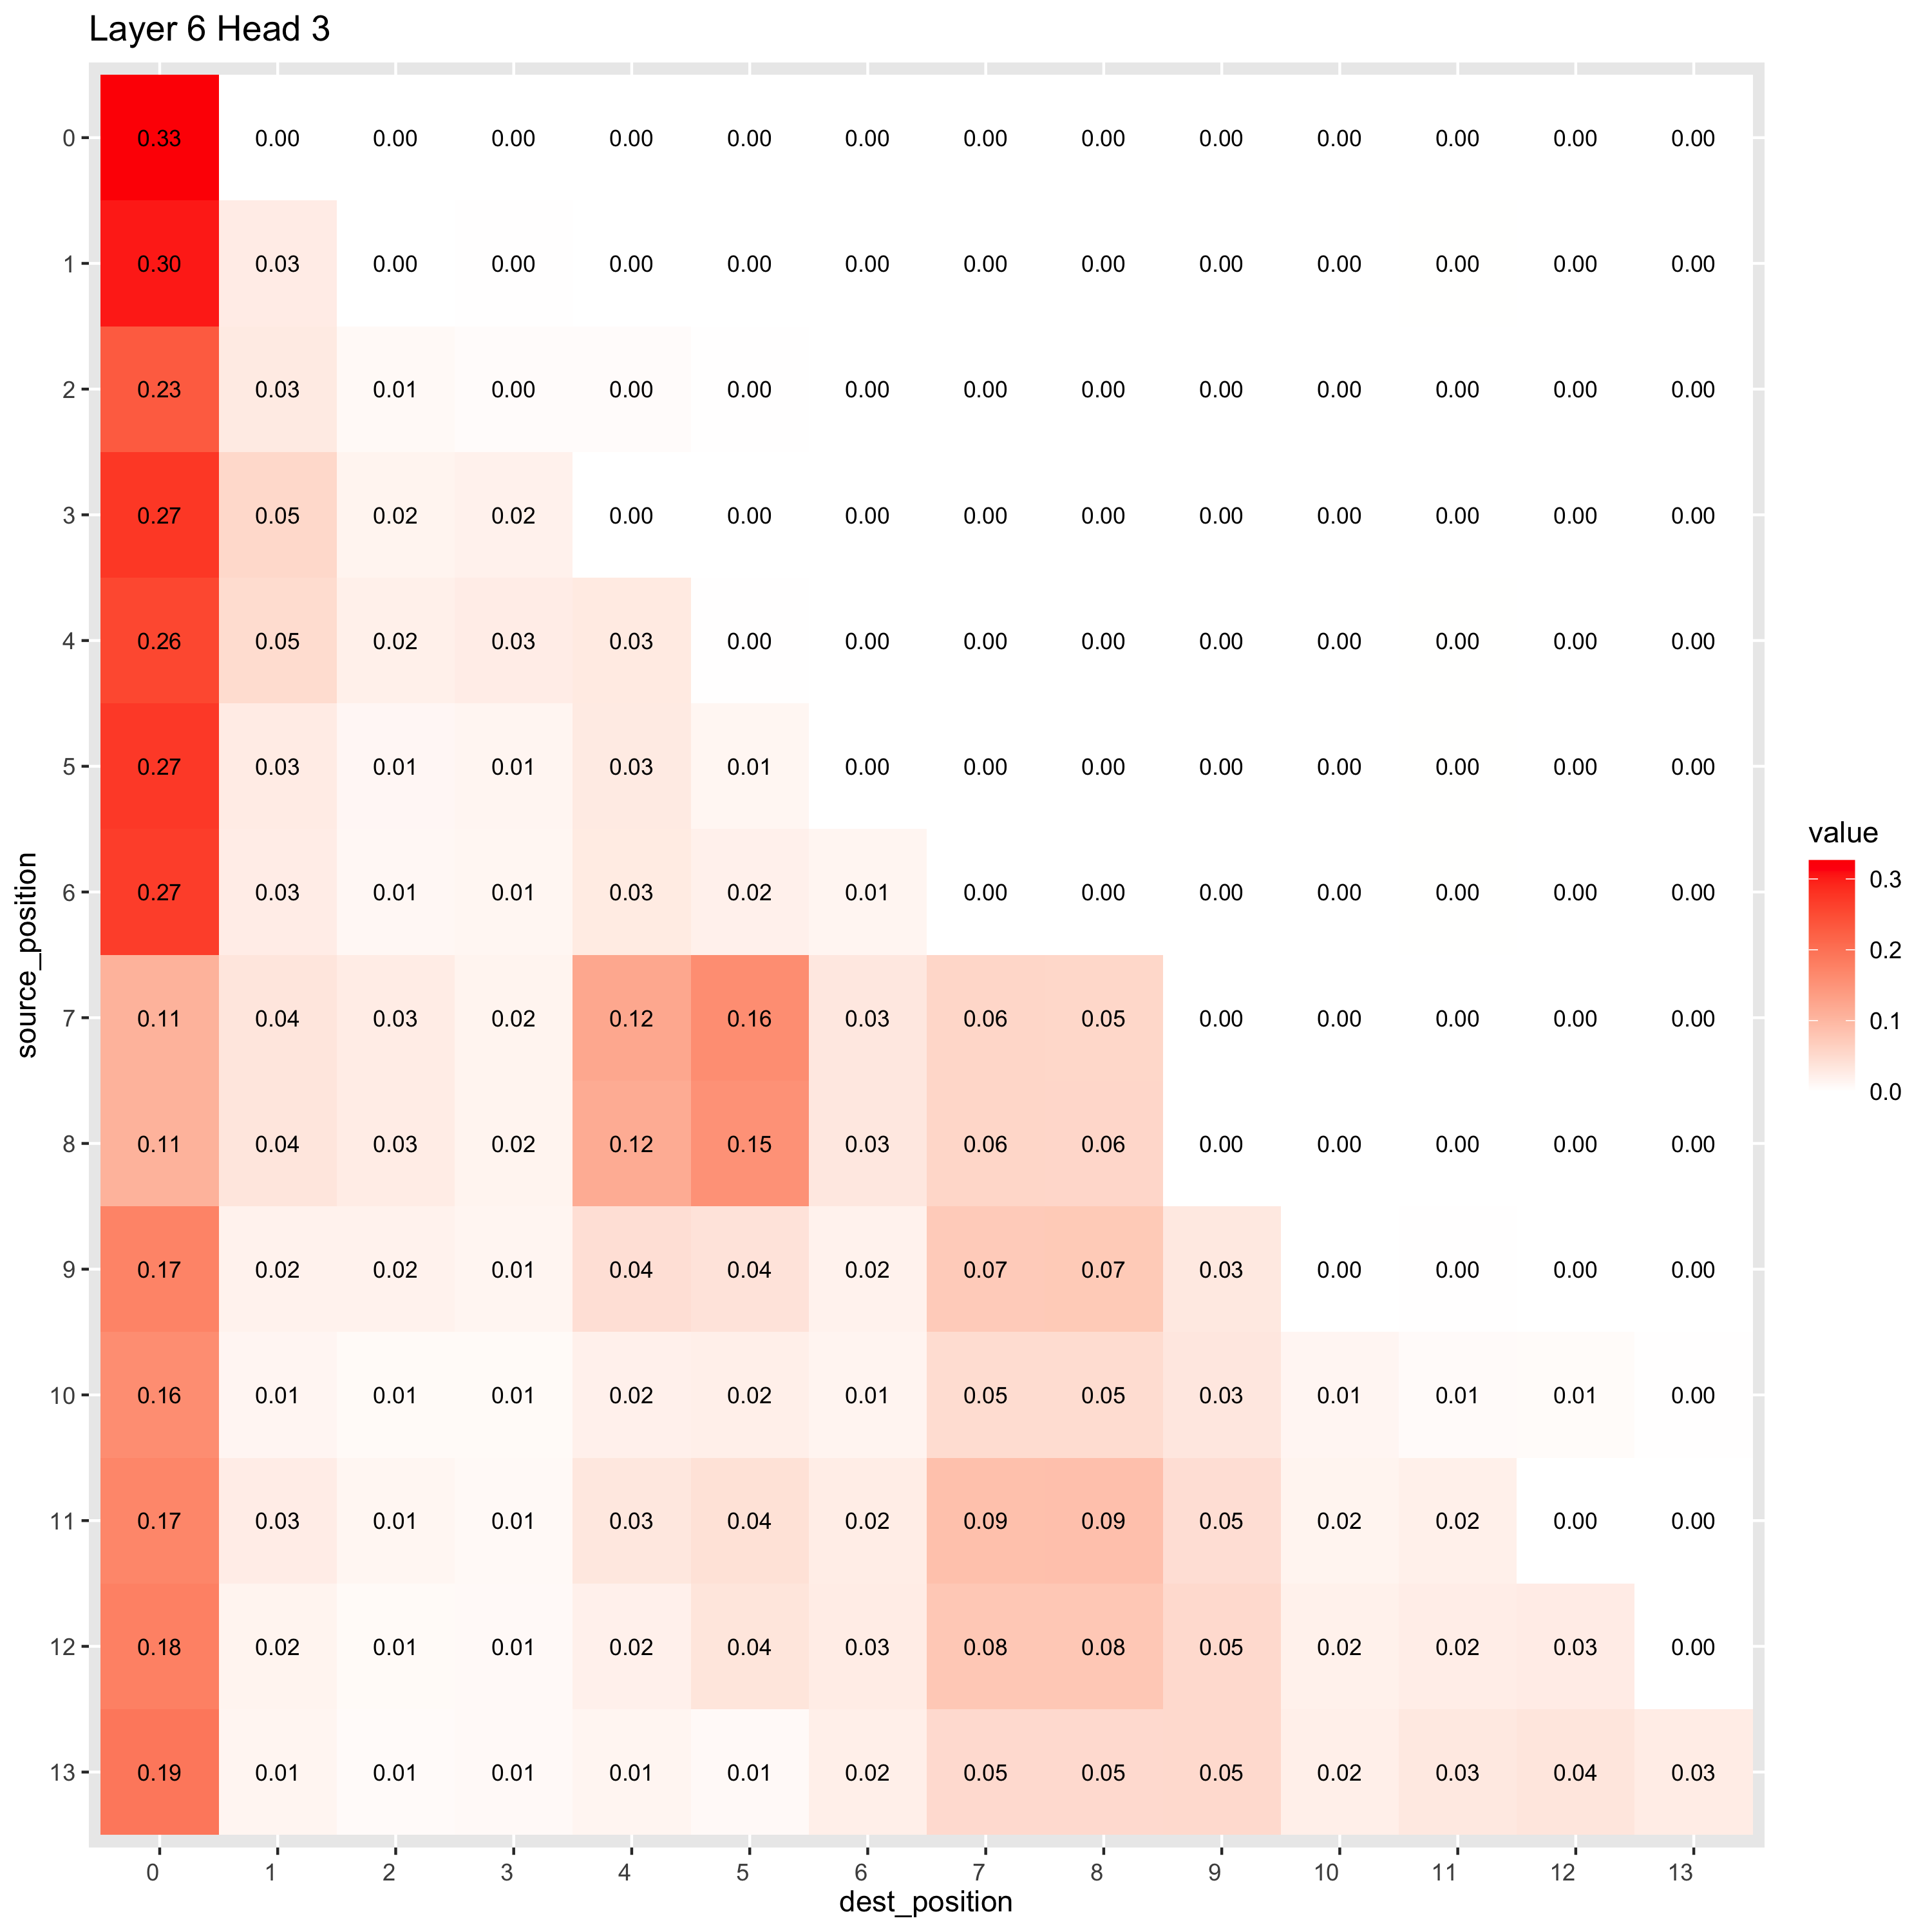 Layer 6 Head 3
0 0.33 0.00 0.00 0.00 0.00 0.00 0.00 0.00 0.00 0.00 0.00 0.00 0.00 0.00
1 0.30 0.03 0.00 0.00 0.00 0.00 0.00 0.00 0.00 0.00 0.00 0.00 0.00 0.00
2 0.23 0.03 0.01 0.00 0.00 0.00 0.00 0.00 0.00 0.00 0.00 0.00 0.00 0.00
3 0.27 0.05 0.02 0.02 0.00 0.00 0.00 0.00 0.00 0.00 0.00 0.00 0.00 0.00
4 0.26 0.05 0.02 0.03 0.03 0.00 0.00 0.00 0.00 0.00 0.00 0.00 0.00 0.00
5 0.27 0.03 0.01 0.01 0.03 0.01 0.00 0.00 0.00 0.00 0.00 0.00 0.00 0.00
6 0.27 0.03 0.01 0.01 0.03 0.02 0.01 0.00 0.00 0.00 0.00 0.00 0.00 0.00
7 0.11 0.04 0.03 0.02 0.12 0.16 0.03 0.06 0.05 0.00 0.00 0.00 0.00 0.00
8 0.11 0.04 0.03 0.02 0.12 0.15 0.03 0.06 0.06 0.00 0.00 0.00 0.00 0.00
9 0.17 0.02 0.02 0.01 0.04 0.04 0.02 0.07 0.07 0.03 0.00 0.00 0.00 0.00
10 0.16 0.01 0.01 0.01 0.02 0.02 0.01 0.05 0.05 0.03 0.01 0.01 0.01 0.00
11 0.17 0.03 0.01 0.01 0.03 0.04 0.02 0.09 0.09 0.05 0.02 0.02 0.00 0.00
12 0.18 0.02 0.01 0.01 0.02 0.04 0.03 0.08 0.08 0.05 0.02 0.02 0.03 0.00
13 0.19 0.01 0.01 0.01 0.01 0.01 0.02 0.05 0.05 0.05 0.02 0.03 0.04 0.03
0 1 2 3 4 5 6 7 8 9 10 11 12 13
dest_position
source_position
value
0.3
0.2
0.1
0.0